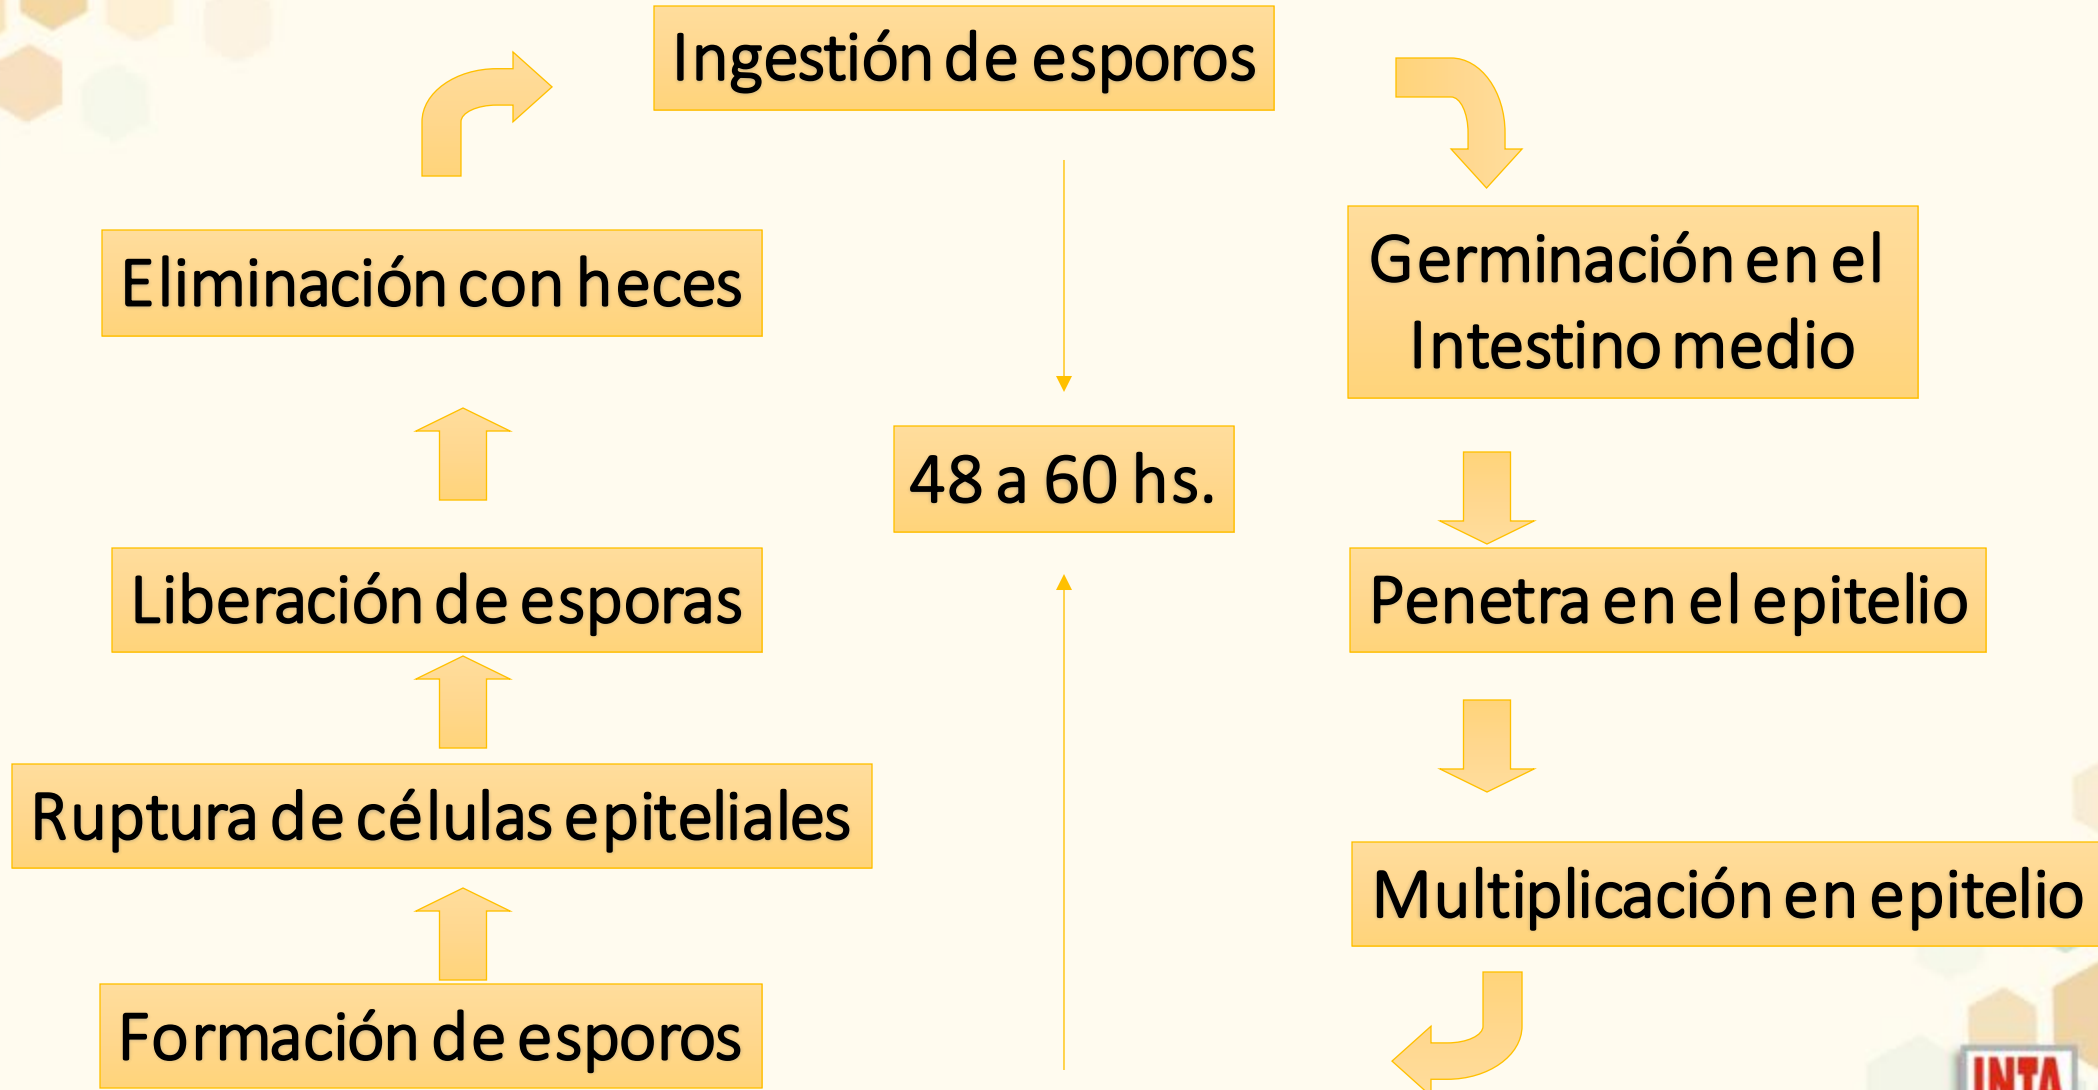 Ingestión de esporos
Eliminación con heces
Germinación en el
Intestino medio
48 a 60 hs.
Liberación de esporas
Penetra en el epitelio
Ruptura de células epiteliales
Multiplicación en epitelio
Formación de esporos
INTA